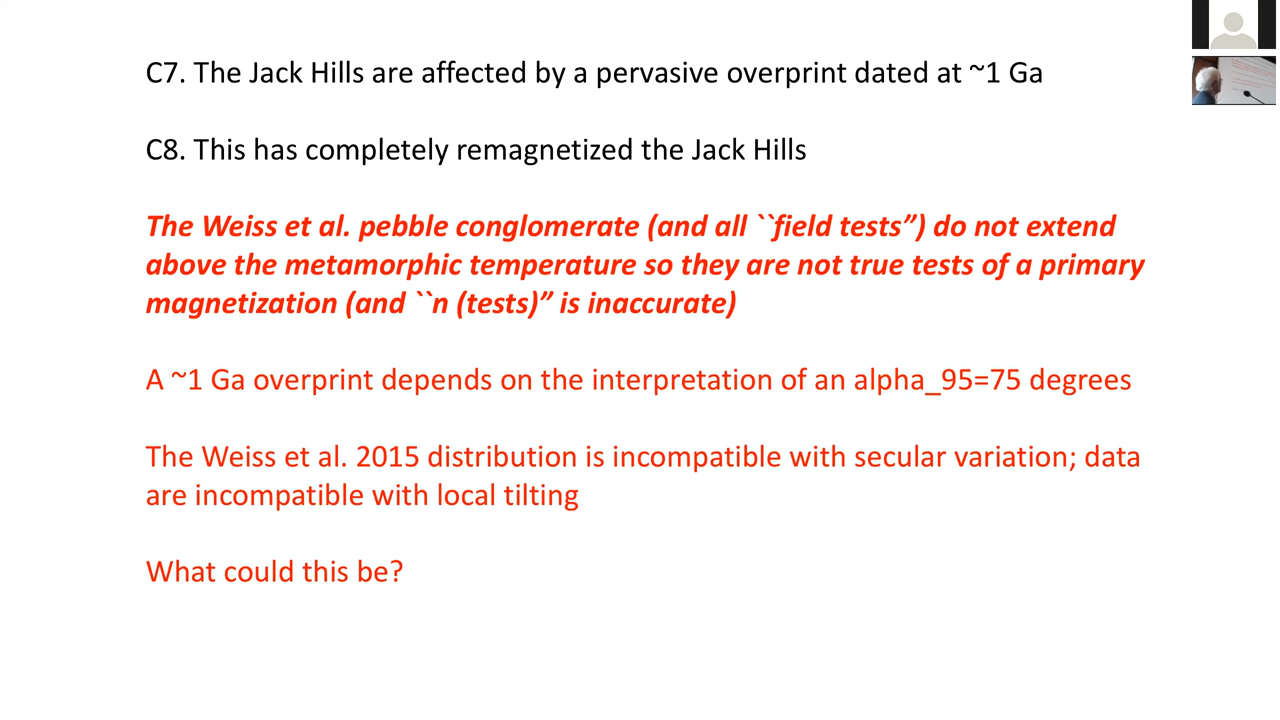 C7. The Jack Hills are affected by a pervasive overprint dated at ~1 Ga
C8. This has completely remagnetized the Jack Hills
The Weiss et al. pebble conglomerate (and all ``field tests”) do not extend
above the metamorphic temperature so they are not true tests of a primary
magnetization (and ``n (tests)” is inaccurate)
A ~1 Ga overprint depends on the interpretation of an alpha_95=75 degrees
The Weiss et al. 2015 distribution is incompatible with secular variation; data
are incompatible with local tilting
What could this be?